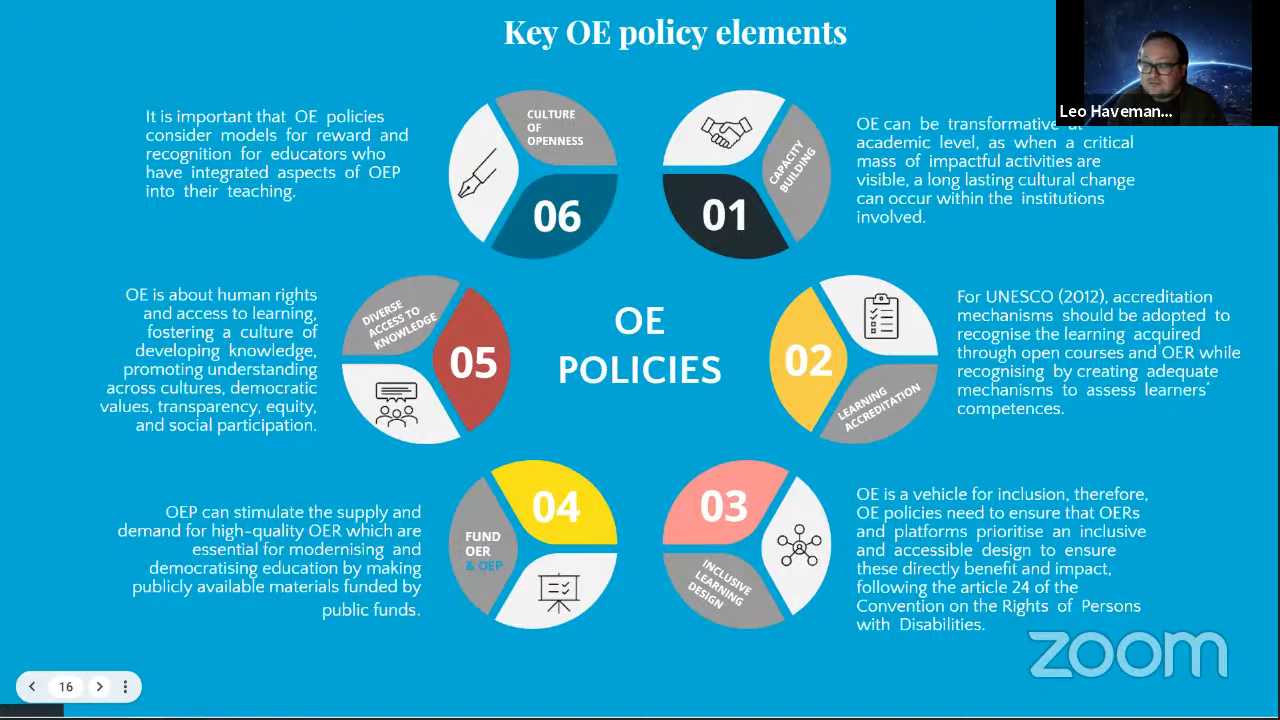 Key OE policy elements
Leo Haveman...
It is important that OE policies
consider models for reward and
recognition for educators who
have integrated aspects of OEP
into their teaching.
CULTURE
OF
OPENNESS
06
01
CAPACITY
BUILDING
OE can be transformative at
academic level, as when a critical
mass of impactful activities are
visible, a long lasting cultural change
can occur within the institutions
involved.
OE is about human rights
and access to learning,
fostering a culture of
developing knowledge,
promoting understanding
across cultures, democratic
values, transparency, equity,
and social participation.
DIVERSE
ACCESS TO
KNOWLEDGE
05
OE
POLICIES
02
LEARNING
ACCREDITATION
For UNESCO (2012), accreditation
mechanisms should be adopted to
recognise the learning acquired
through open courses and OER while
recognising by creating adequate
mechanisms to assess learners’
competences.
OEP can stimulate the supply and
demand for high-quality OER which are
essential for modernising and
democratising education by making
publicly available materials funded by
public funds.
FUND
OER
& OEP
04
03
INCLUSIVE
LEARNING
DESIGN
OE is a vehicle for inclusion, therefore,
OE policies need to ensure that OERs
and platforms prioritise an inclusive
and accessible design to ensure
these directly benefit and impact,
following the article 24 of the
Convention on the Rights of Persons
with Disabilities.
zoom
16